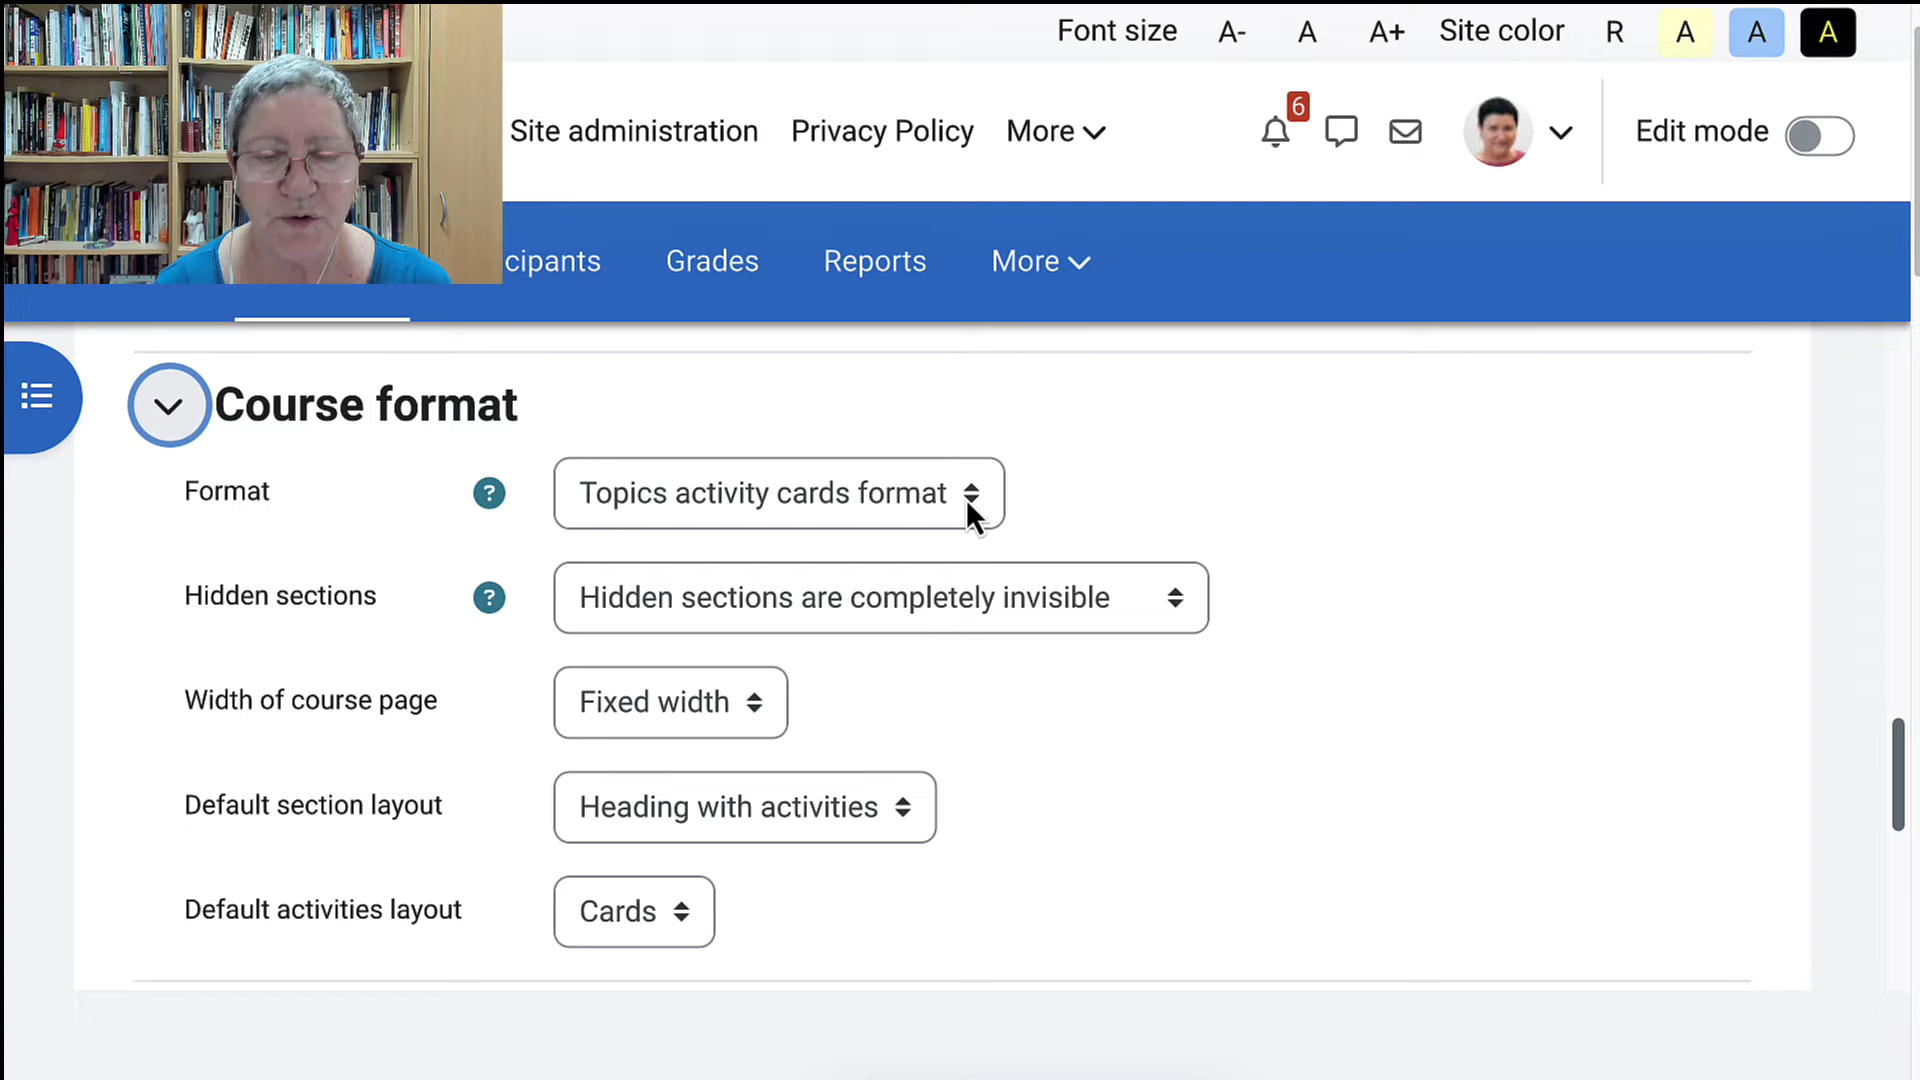 Font size A- A A+ Site color R A A A
Site administration Privacy Policy More 6 Edit mode
cipants Grades Reports More
Course format
Format ? Topics activity cards format
Hidden sections ? Hidden sections are completely invisible
Width of course page Fixed width
Default section layout Heading with activities
Default activities layout Cards